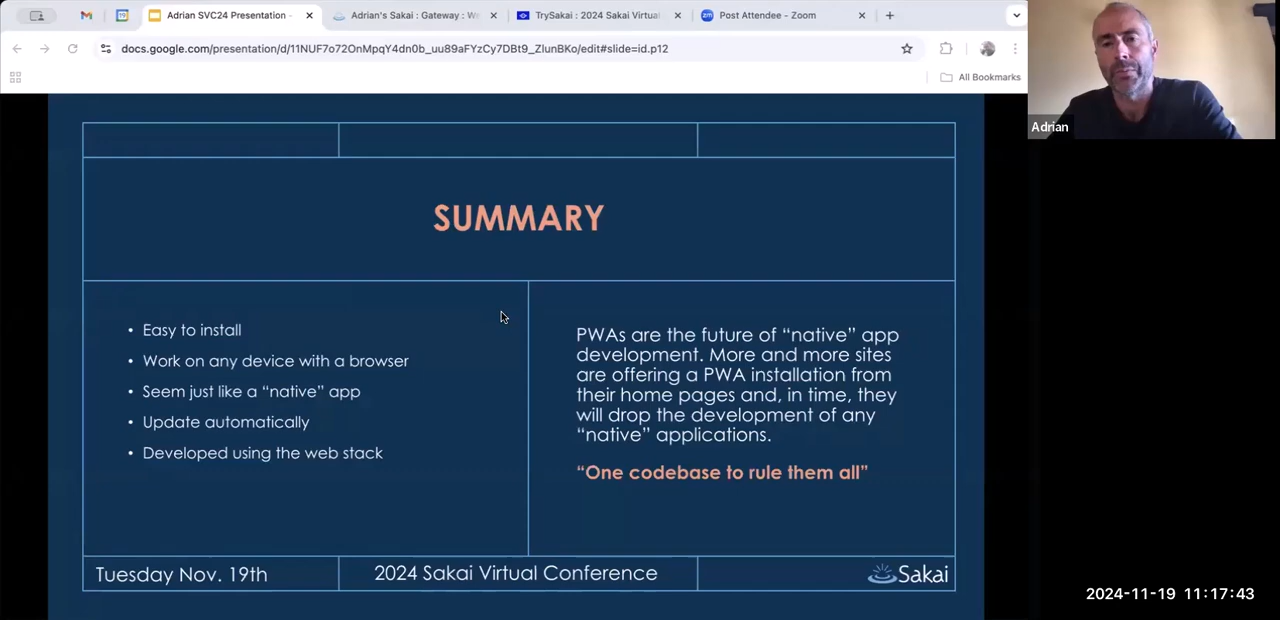 Adrian SVC24 Presentation -
Adrian's Sakai : Gateway : We
TrySakai : 2024 Sakai Virtual
Post Attendee - Zoom
docs.google.com/presentation/d/11NUF7o72OnMpqY4dn0b_uu89aFYzCy7DBt9_ZlunBKo/edit#slide=id.p12
All Bookmarks
Adrian
SUMMARY
• Easy to install
• Work on any device with a browser
• Seem just like a “native” app
• Update automatically
• Developed using the web stack
PWAs are the future of “native” app
development. More and more sites
are offering a PWA installation from
their home pages and, in time, they
will drop the development of any
“native” applications.
“One codebase to rule them all”
Tuesday Nov. 19th
2024 Sakai Virtual Conference
Sakai
2024-11-19 11:17:43